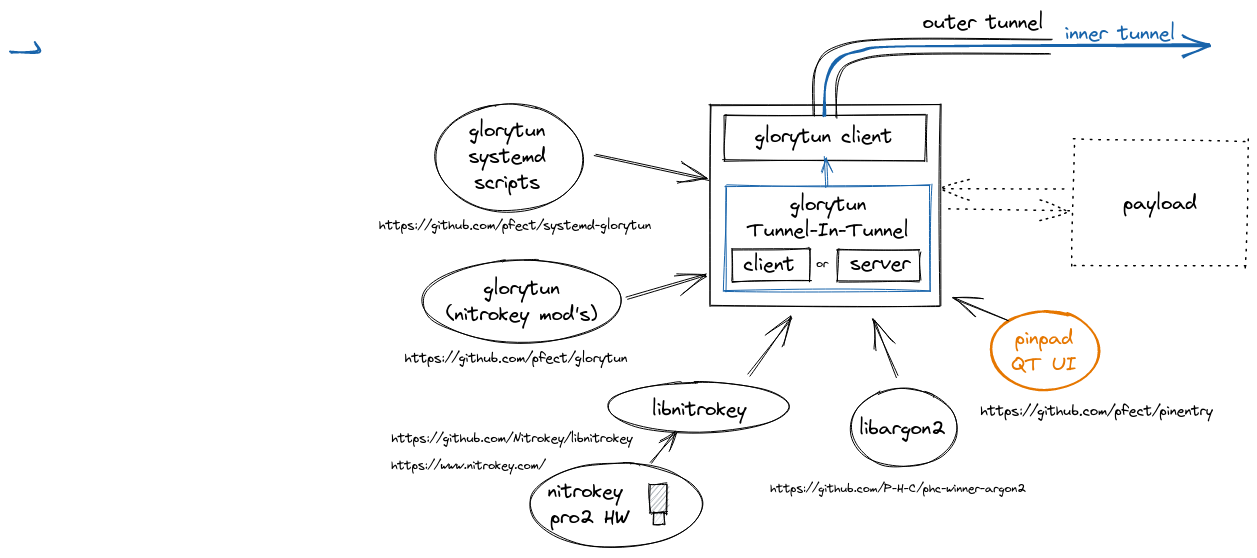 outer tunnel
inner tunnel
glorytun client
glorytun
systemd
scripts
https://github.com/pfect/systemd-glorytun
glorytun
Tunnel-In-Tunnel
client or server
payload
glorytun
(nitrokey mod's)
https://github.com/pfect/glorytun
pinpad
QT UI
https://github.com/pfect/pinentry
libnitrokey
https://github.com/Nitrokey/libnitrokey
https://www.nitrokey.com/
libargon2
https://github.com/P-H-C/phc-winner-argon2
nitrokey
pro2 HW